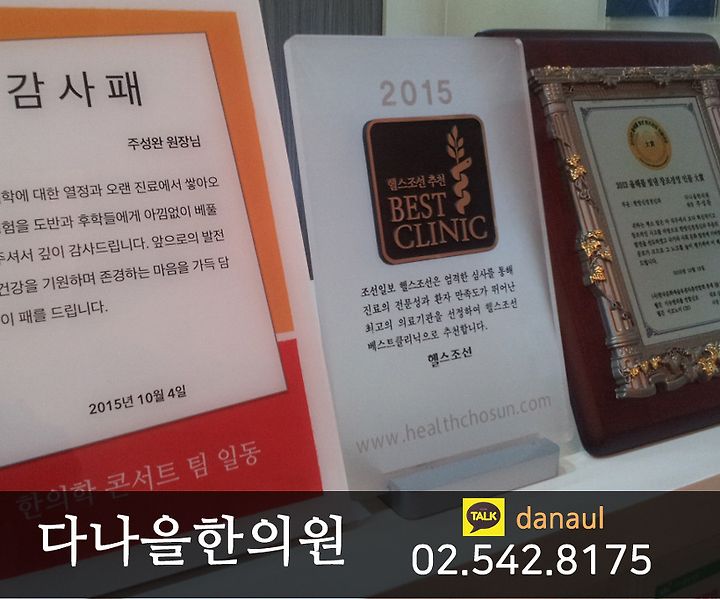 감사패
주성완 원장님
학에 대한 열정과 오랜 진료에서 쌓아오
험을 도반과 후학들에게 아낌없이 베풀
주셔서 깊이 감사드립니다. 앞으로의 발전
건강을 기원하며 존경하는 마음을 가득 담
이 패를 드립니다.
2015년 10월 4일
한의학 콘서트 팀 일동
2015
헬스조선 추천
BEST
CLINIC
조선일보 헬스조선은 엄격한 심사를 통해
진료의 전문성과 환자 만족도가 뛰어난
최고의 의료기관을 선정하여 헬스조선
베스트클리닉으로 추천합니다.
헬스조선
www.healthchosun.com
大賞
다나을한의원
TALK
danaul
02.542.8175